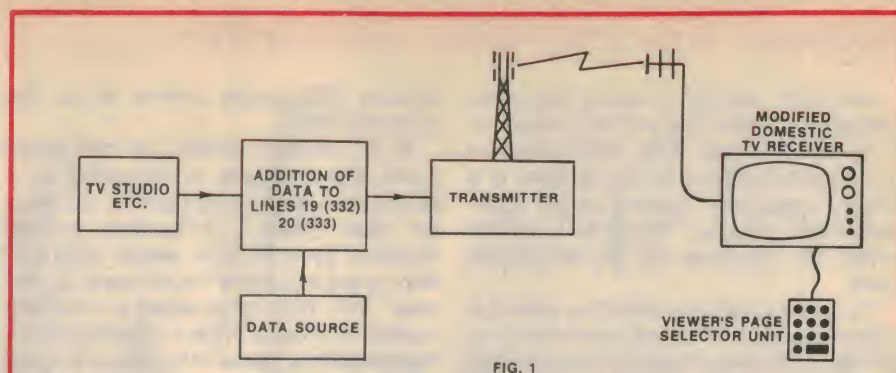 TV STUDIO
ETC.
ADDITION OF
DATA TO
LINES 19 (332)
20 (333)
DATA SOURCE
TRANSMITTER
MODIFIED
DOMESTIC
TV RECEIVER
VIEWER'S PAGE
SELECTOR UNIT
FIG. 1